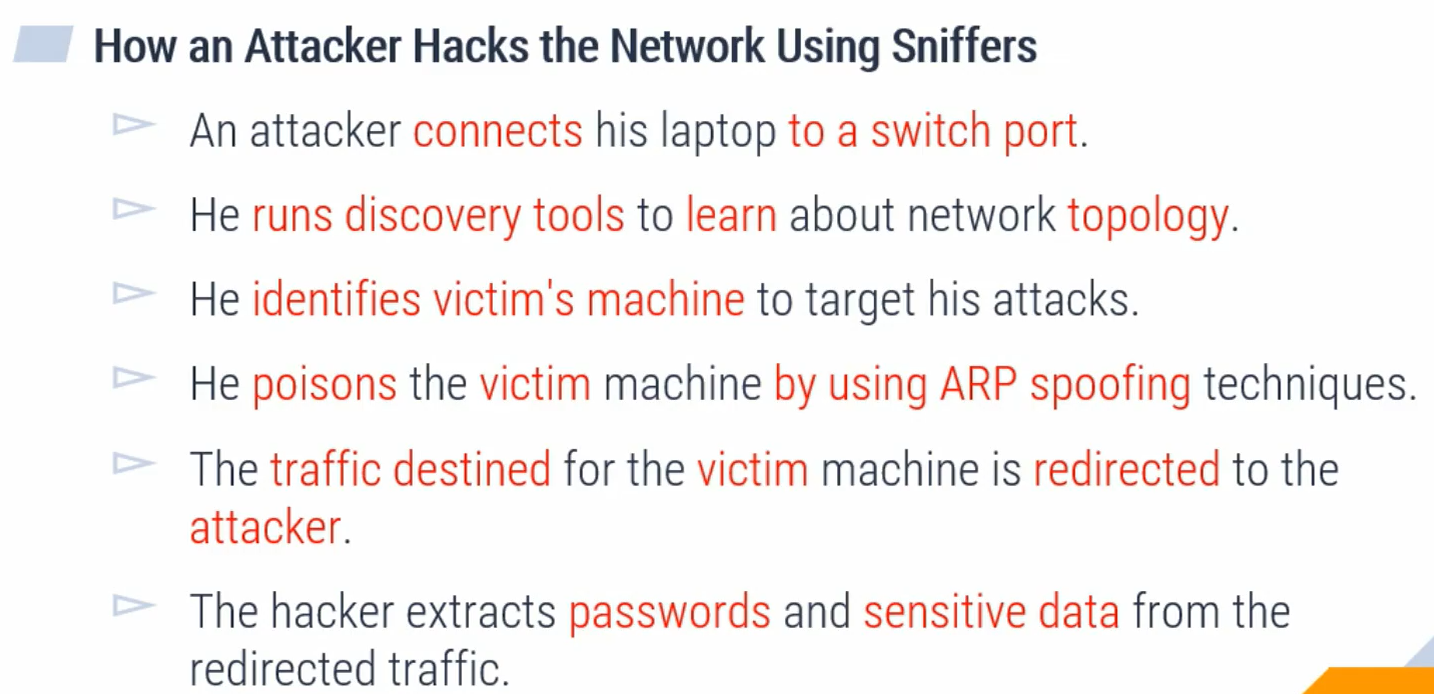 How an Attacker Hacks the Network Using Sniffers
An attacker connects his laptop to a switch port.
He runs discovery tools to learn about network topology.
He identifies victim's machine to target his attacks.
He poisons the victim machine by using ARP spoofing techniques.
The traffic destined for the victim machine is redirected to the
attacker.
The hacker extracts passwords and sensitive data from the
redirected traffic.